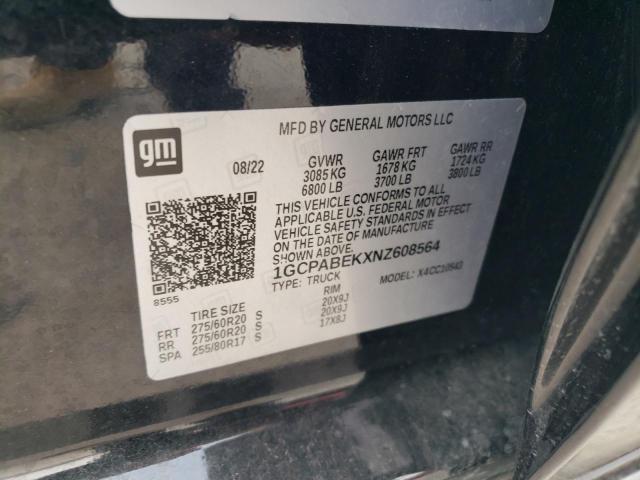 gm
MFD BY GENERAL MOTORS LLC
08/22 GVWR GAWR FRT GAWR RR
3085 KG 1678 KG 1724 KG
6800 LB 3700 LB 3800 LB
THIS VEHICLE CONFORMS TO ALL
APPLICABLE U.S. FEDERAL MOTOR
VEHICLE SAFETY STANDARDS IN EFFECT
ON THE DATE OF MANUFACTURE
SHOWN ABOVE.
1GCPABEKXNZ608564
TYPE: TRUCK MODEL: X4CC10543
8555
TIRE SIZE RIM
FRT 275/60R20 S 20X9J
RR 275/60R20 S 20X9J
SPA 255/80R17 S 17X8J